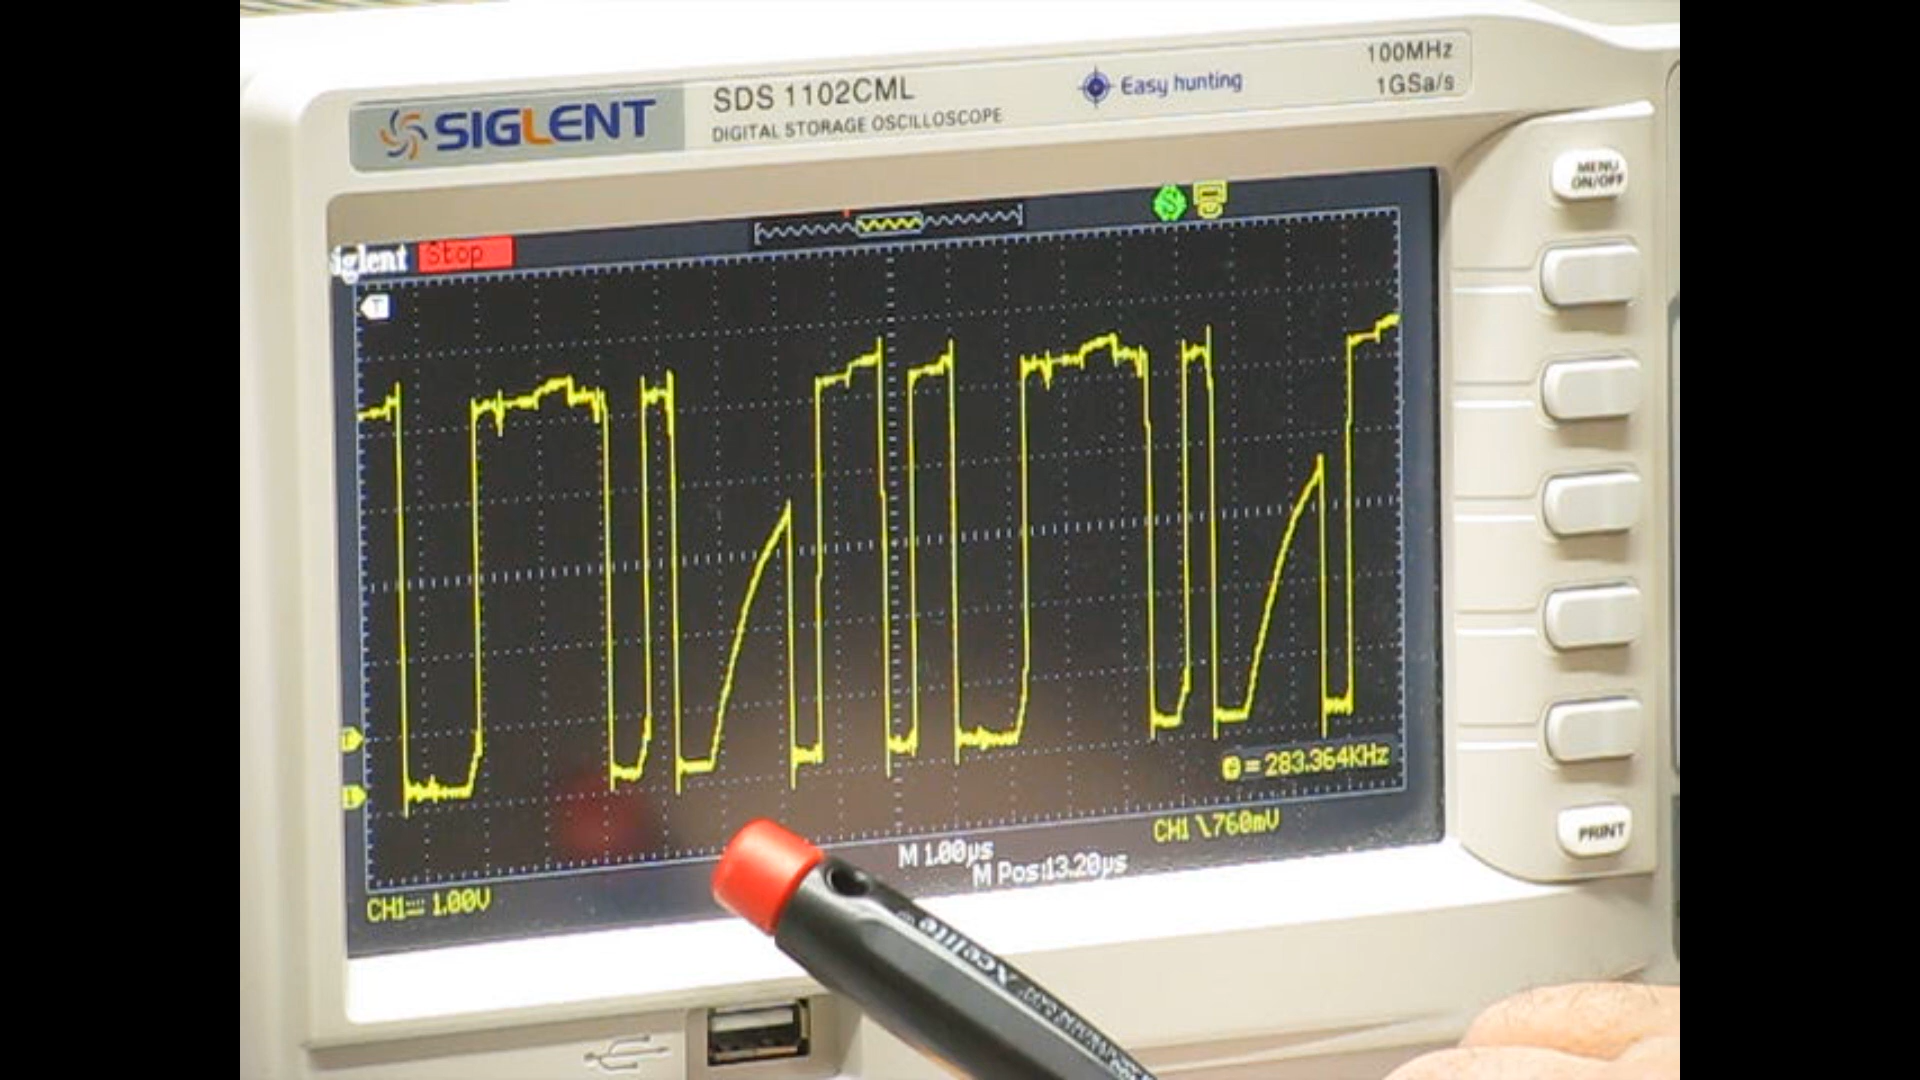 SIGLENT
SDS 1102CML
DIGITAL STORAGE OSCILLOSCOPE
Easy hunting
100MHz
1GSa/s
MENU
ON/OFF
iglent
Stop
T
S
= 283.364KHz
CH1 1.00V
M 1.00µs
M Pos:13.20µs
CH1 \ 760mV
PRINT
Xcelite